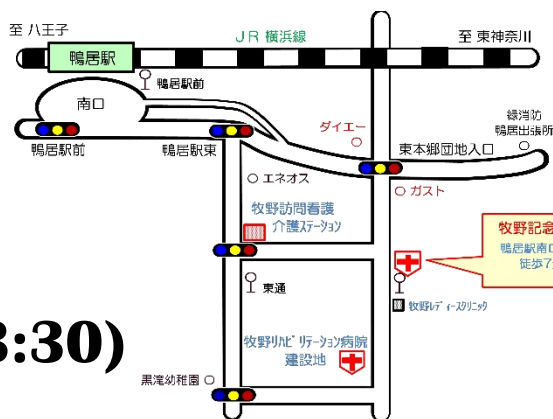 至 八王子
JR 横浜線
至 東神奈川
鴨居駅
鴨居駅前
南口
緑消防
鴨居出張所
ダイエー
鴨居駅前
鴨居駅東
東本郷団地入口
エネオス
ガスト
牧野訪問看護
介護ステーション
牧野記念
鴨居駅南口
徒歩7
東通
牧野レディースクリニック
:30)
牧野リハビリテーション病院
建設地
黒滝幼稚園